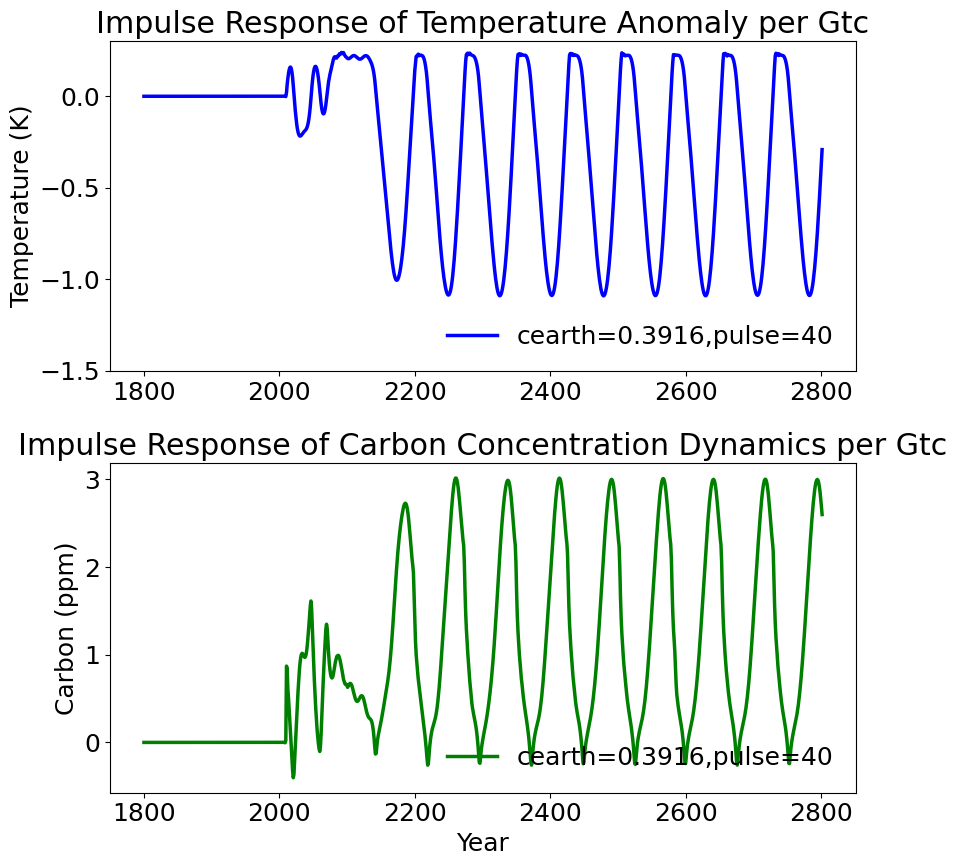 Impulse Response of Temperature Anomaly per Gtc
Temperature (K)
0.0
−0.5
−1.0
−1.5
cearth=0.3916,pulse=40
1800 2000 2200 2400 2600 2800
Impulse Response of Carbon Concentration Dynamics per Gtc
Carbon (ppm)
3
2
1
0
cearth=0.3916,pulse=40
1800 2000 2200 2400 2600 2800
Year